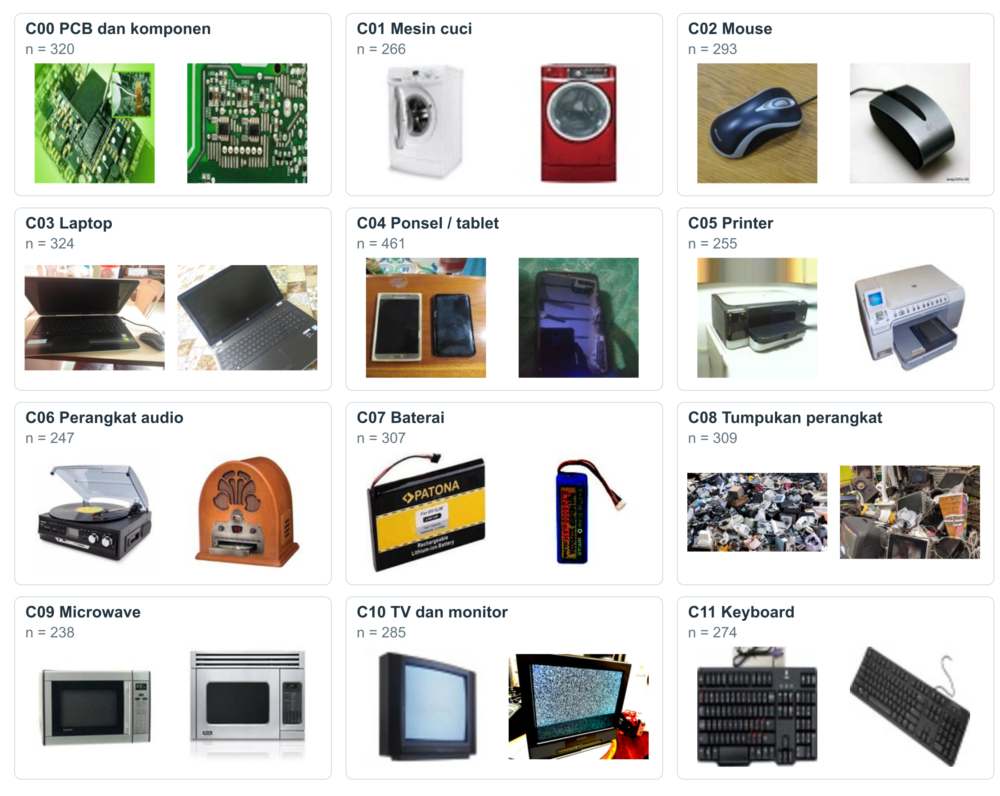 C00 PCB dan komponen
n = 320
C01 Mesin cuci
n = 266
C02 Mouse
n = 293
C03 Laptop
n = 324
C04 Ponsel / tablet
n = 461
C05 Printer
n = 255
C06 Perangkat audio
n = 247
C07 Baterai
n = 307
PATONA
For BV-5JW
Rechargeable
Lithium-ion Battery
C08 Tumpukan perangkat
n = 309
C09 Microwave
n = 238
C10 TV dan monitor
n = 285
SONY
C11 Keyboard
n = 274